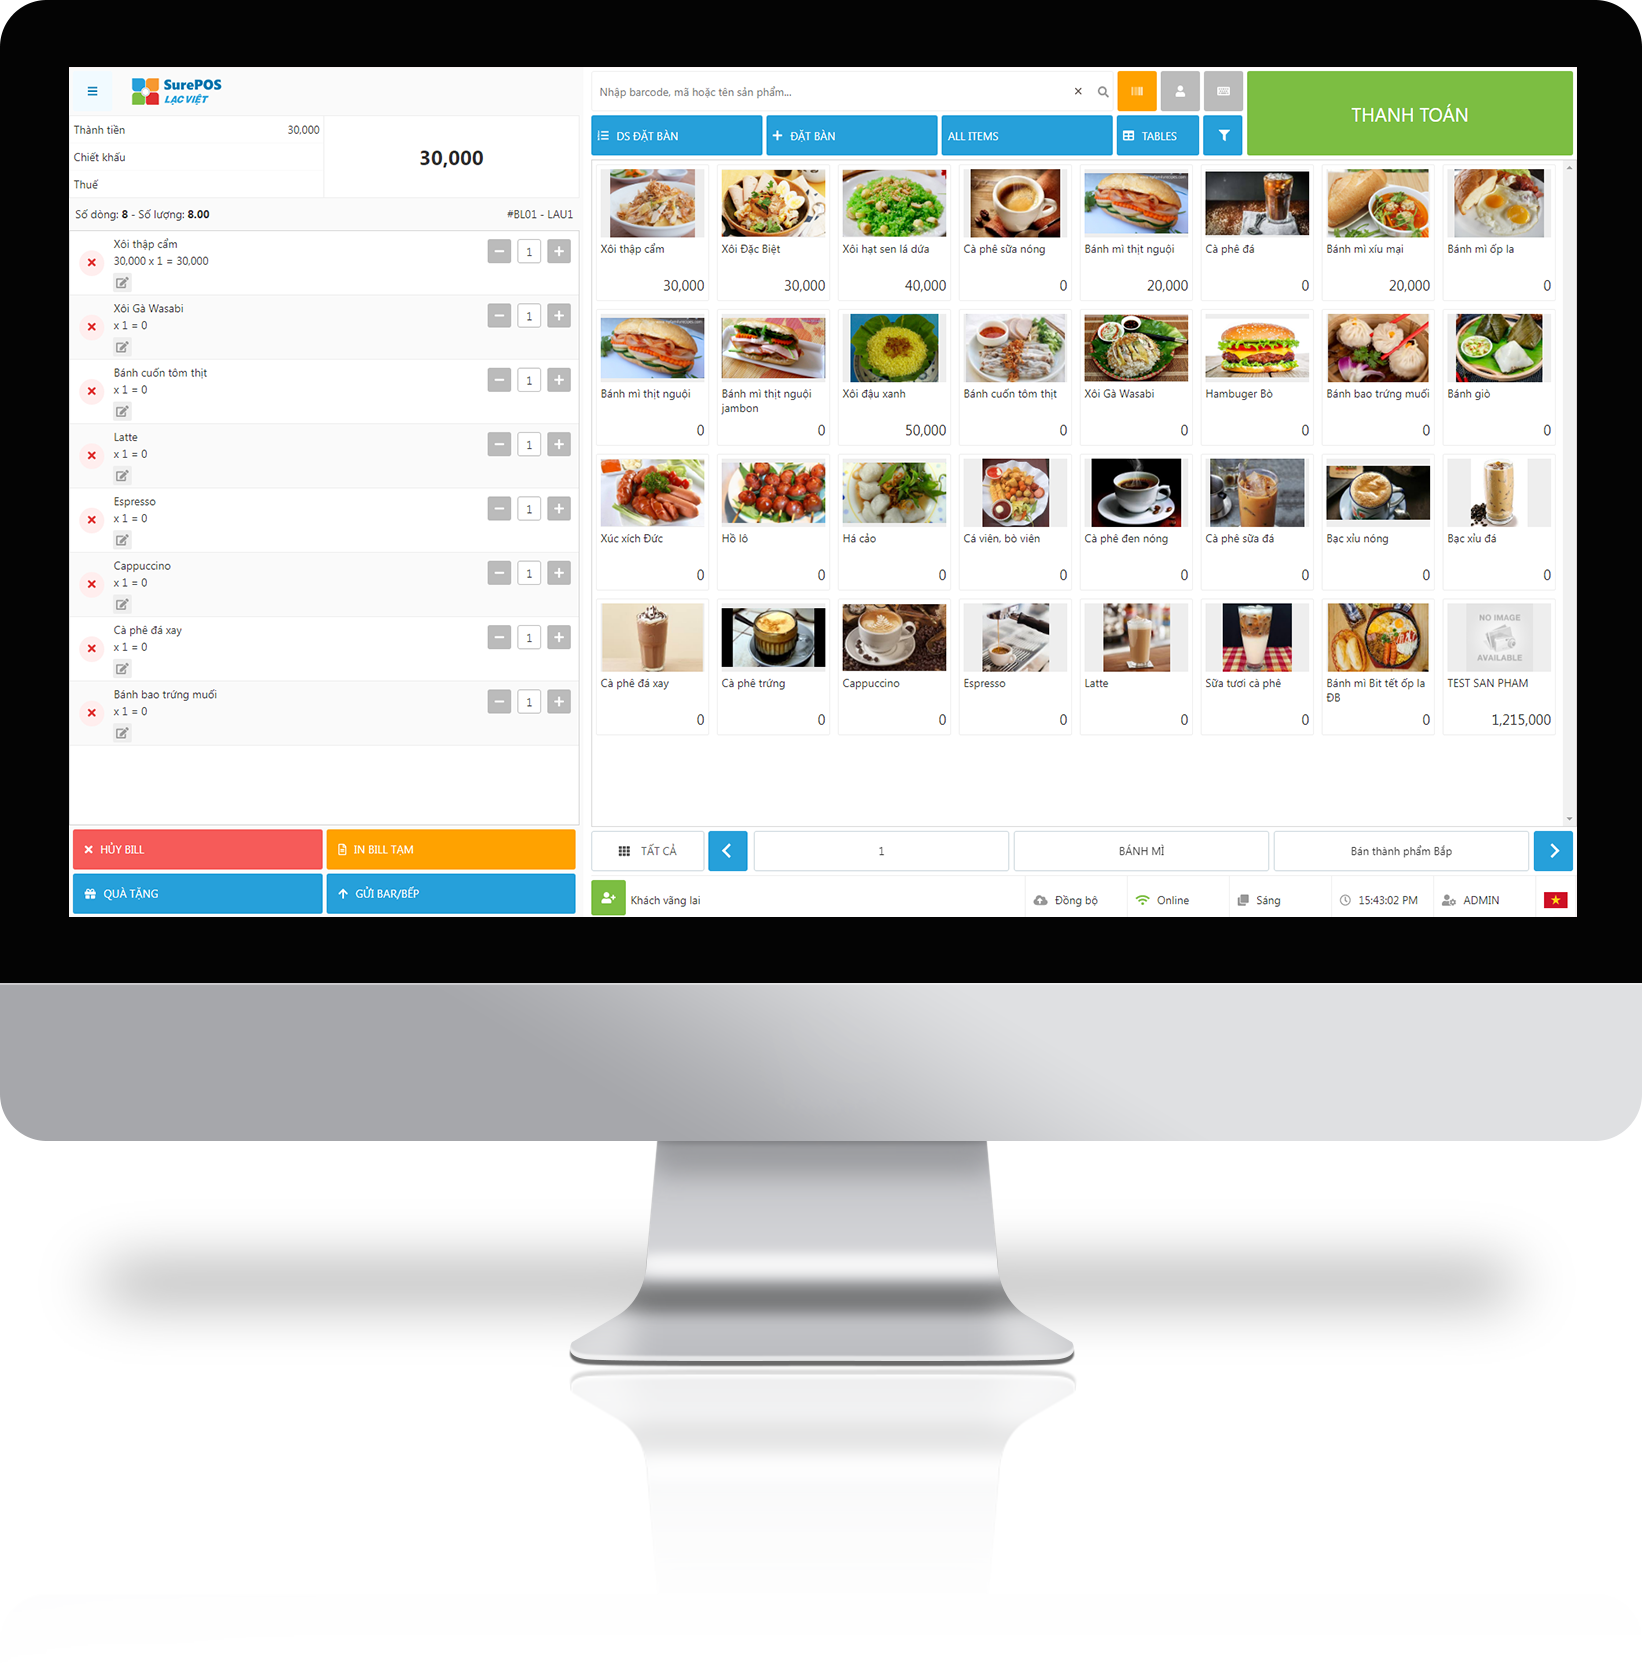 SurePOS
LẠC VIỆT
Thành tiền 30,000
Chiết khấu
Thuế
30,000
Số dòng: 8 - Số lượng: 8.00 #BL01 - LAU1
Xôi thập cẩm
30,000 x 1 = 30,000
1
Xôi Gà Wasabi
x 1 = 0
1
Bánh cuốn tôm thịt
x 1 = 0
1
Latte
x 1 = 0
1
Espresso
x 1 = 0
1
Cappuccino
x 1 = 0
1
Cà phê đá xay
x 1 = 0
1
Bánh bao trứng muối
x 1 = 0
1
HỦY BILL
IN BILL TẠM
QUÀ TẶNG
GỬI BAR/BẾP
Nhập barcode, mã hoặc tên sản phẩm...
THANH TOÁN
DS ĐẶT BÀN
ĐẶT BÀN
ALL ITEMS
TABLES
Xôi thập cẩm
30,000
Xôi Đặc Biệt
30,000
Xôi hạt sen lá dứa
40,000
Cà phê sữa nóng
0
Bánh mì thịt nguội
20,000
Cà phê đá
0
Bánh mì xíu mại
20,000
Bánh mì ốp la
0
Bánh mì thịt nguội
0
Bánh mì thịt nguội
jambon
0
Xôi đậu xanh
50,000
Bánh cuốn tôm thịt
0
Xôi Gà Wasabi
0
Hambuger Bò
0
Bánh bao trứng muối
0
Bánh giò
0
Xúc xích Đức
0
Hồ lô
0
Há cảo
0
Cá viên, bò viên
0
Cà phê đen nóng
0
Cà phê sữa đá
0
Bạc xỉu nóng
0
Bạc xỉu đá
0
Cà phê đá xay
0
Cà phê trứng
0
Cappuccino
0
Espresso
0
Latte
0
Sữa tươi cà phê
0
Bánh mì Bit tết ốp la
ĐB
0
NO IMAGE
AVAILABLE
TEST SAN PHAM
1,215,000
TẤT CẢ
1
BÁNH MÌ
Bán thành phẩm Bắp
Khách vãng lai
Đồng bộ
Online
Sáng
15:43:02 PM
ADMIN